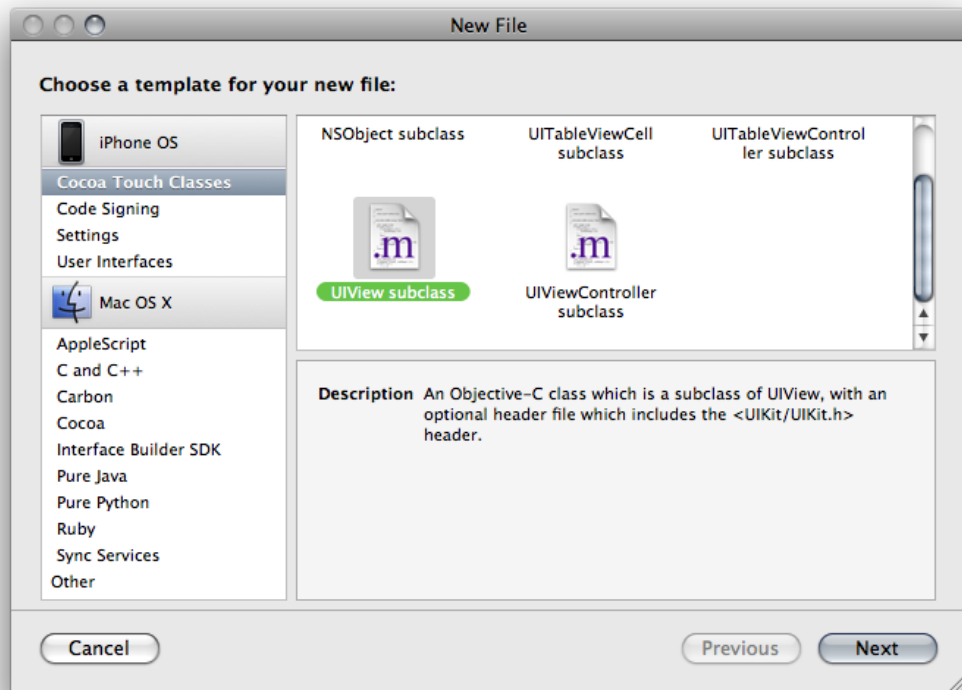 New File
Choose a template for your new file:
iPhone OS
Cocoa Touch Classes
Code Signing
Settings
User Interfaces
Mac OS X
AppleScript
C and C++
Carbon
Cocoa
Interface Builder SDK
Pure Java
Pure Python
Ruby
Sync Services
Other
NSObject subclass
UITableViewCell
subclass
UITableViewControl
ler subclass
.m
.m
UIView subclass
UIViewController
subclass
Description An Objective-C class which is a subclass of UIView, with an
optional header file which includes the <UIKit/UIKit.h>
header.
Cancel
Previous
Next